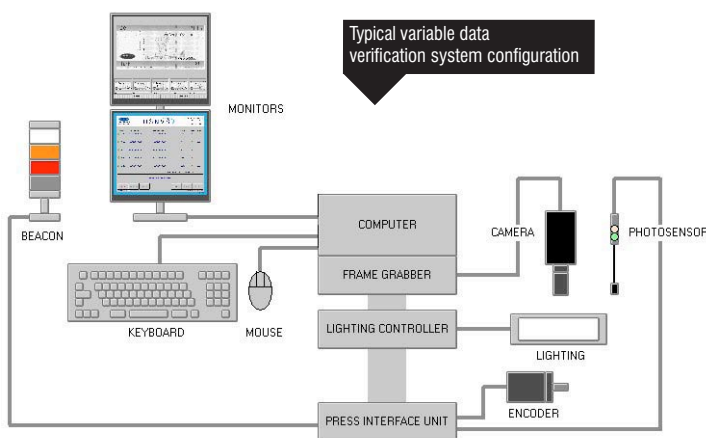 Typical variable data
verification system configuration
MONITORS
BEACON
COMPUTER
CAMERA
PHOTOSENSOR
FRAME GRABBER
KEYBOARD
MOUSE
LIGHTING CONTROLLER
LIGHTING
ENCODER
PRESS INTERFACE UNIT